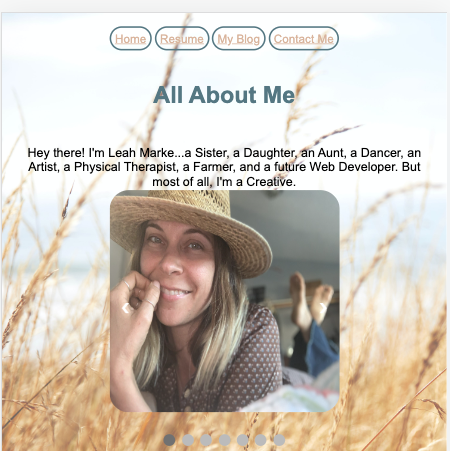 Home Resume My Blog Contact Me
All About Me
Hey there! I'm Leah Marke...a Sister, a Daughter, an Aunt, a Dancer, an
Artist, a Physical Therapist, a Farmer, and a future Web Developer. But
most of all, I'm a Creative.